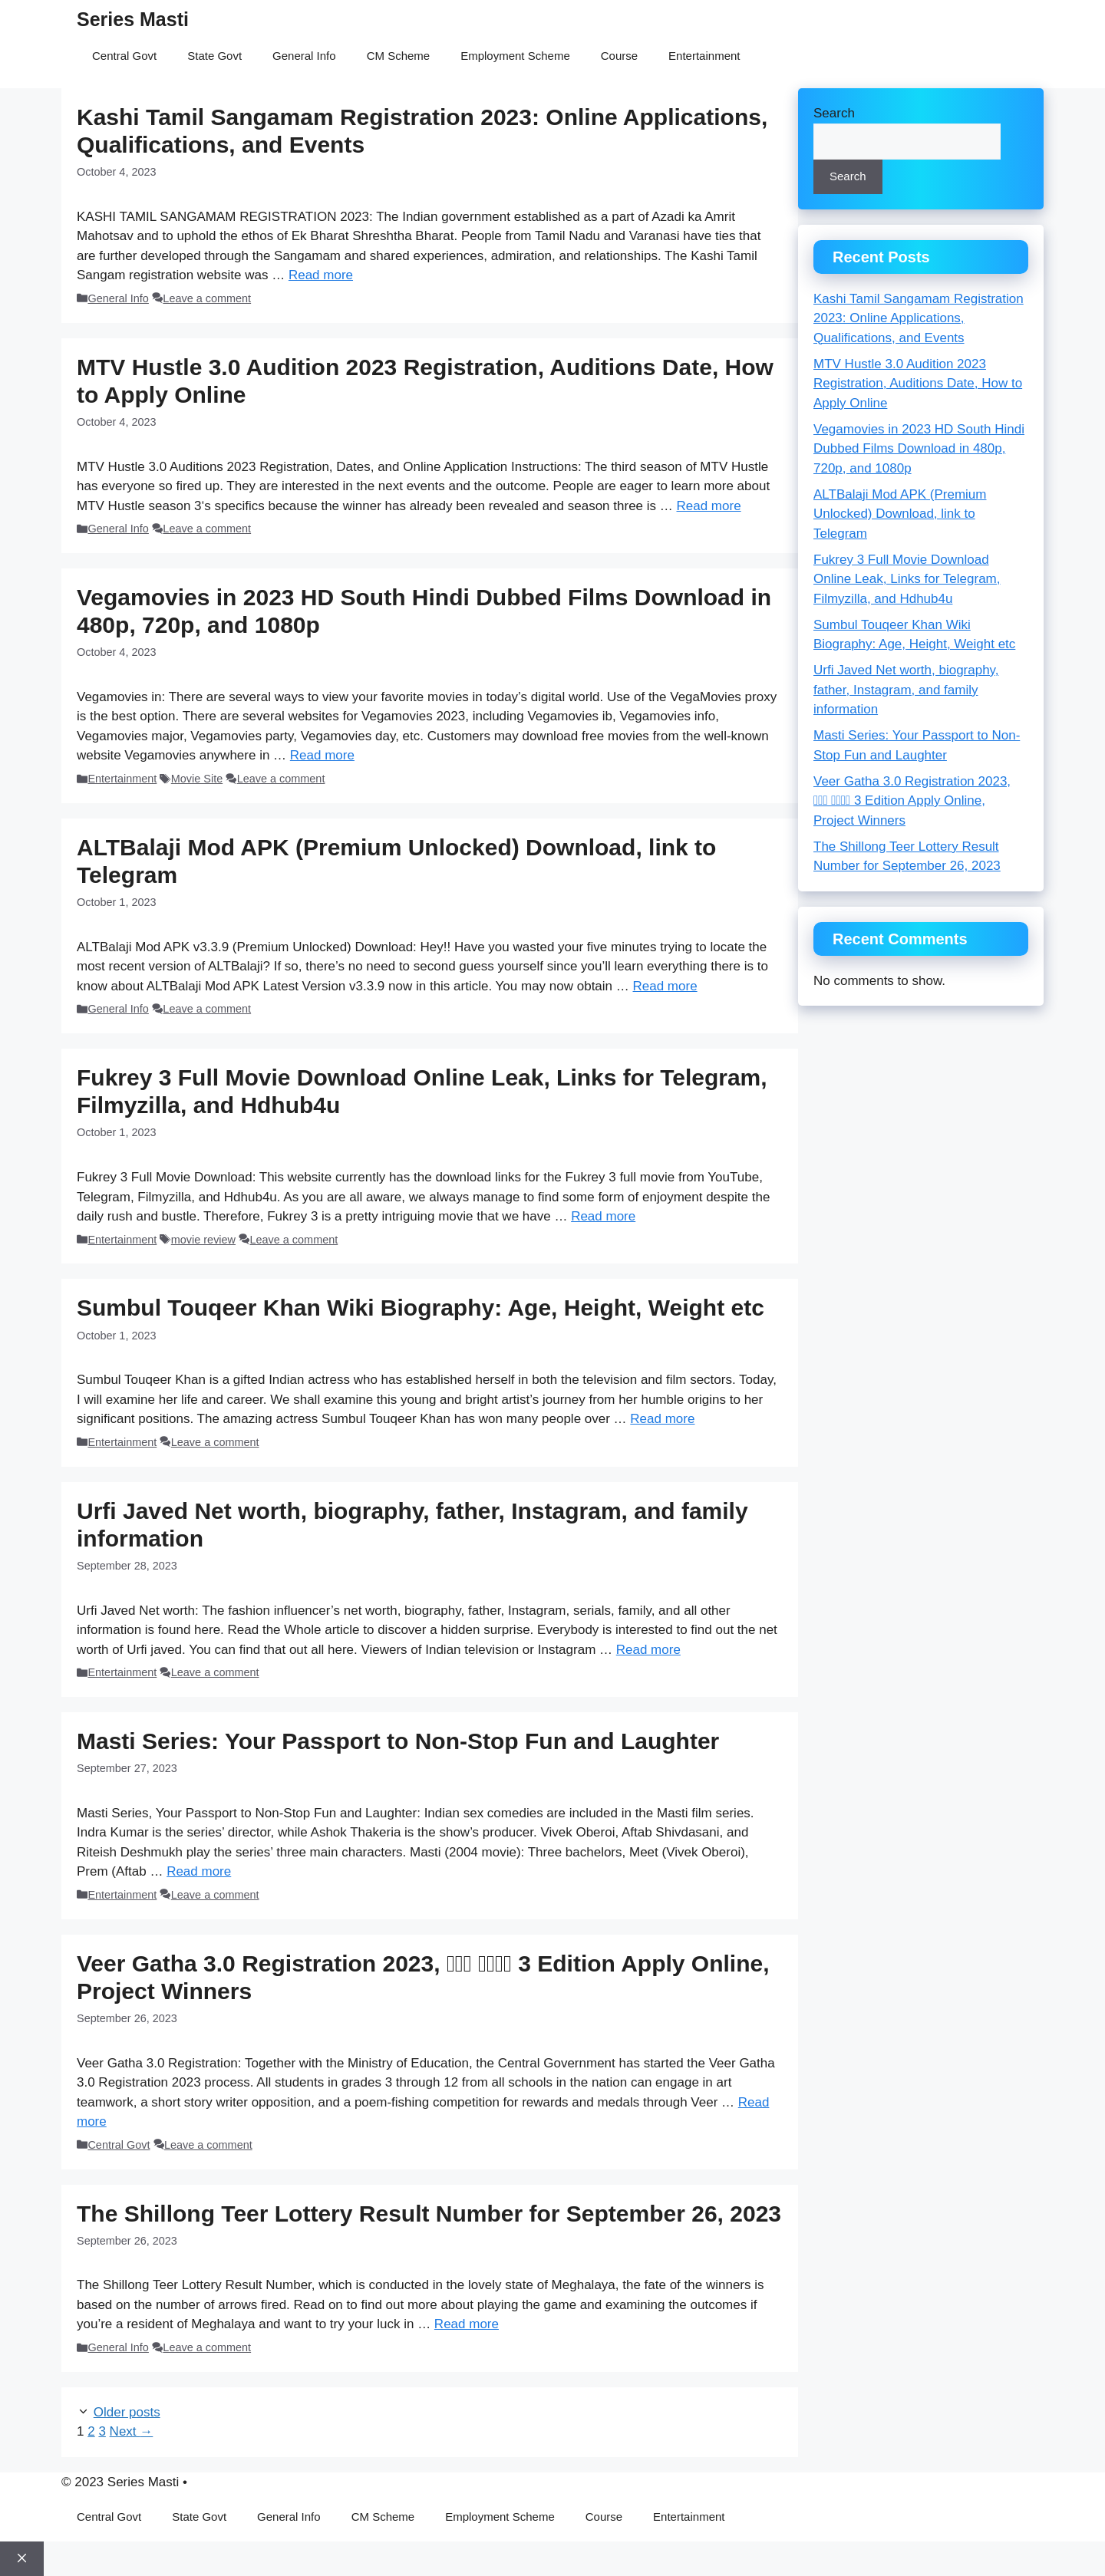 Series Masti
Central Govt State Govt General Info CM Scheme Employment Scheme Course Entertainment
Kashi Tamil Sangamam Registration 2023: Online Applications,
Qualifications, and Events
October 4, 2023
KASHI TAMIL SANGAMAM REGISTRATION 2023: The Indian government established as a part of Azadi ka Amrit
Mahotsav and to uphold the ethos of Ek Bharat Shreshtha Bharat. People from Tamil Nadu and Varanasi have ties that
are further developed through the Sangamam and shared experiences, admiration, and relationships. The Kashi Tamil
Sangam registration website was … Read more
General Info Leave a comment
MTV Hustle 3.0 Audition 2023 Registration, Auditions Date, How
to Apply Online
October 4, 2023
MTV Hustle 3.0 Auditions 2023 Registration, Dates, and Online Application Instructions: The third season of MTV Hustle
has everyone so fired up. They are interested in the next events and the outcome. People are eager to learn more about
MTV Hustle season 3‘s specifics because the winner has already been revealed and season three is … Read more
General Info Leave a comment
Vegamovies in 2023 HD South Hindi Dubbed Films Download in
480p, 720p, and 1080p
October 4, 2023
Vegamovies in: There are several ways to view your favorite movies in today’s digital world. Use of the VegaMovies proxy
is the best option. There are several websites for Vegamovies 2023, including Vegamovies ib, Vegamovies info,
Vegamovies major, Vegamovies party, Vegamovies day, etc. Customers may download free movies from the well-known
website Vegamovies anywhere in … Read more
Entertainment Movie Site Leave a comment
ALTBalaji Mod APK (Premium Unlocked) Download, link to
Telegram
October 1, 2023
ALTBalaji Mod APK v3.3.9 (Premium Unlocked) Download: Hey!! Have you wasted your five minutes trying to locate the
most recent version of ALTBalaji? If so, there’s no need to second guess yourself since you’ll learn everything there is to
know about ALTBalaji Mod APK Latest Version v3.3.9 now in this article. You may now obtain … Read more
General Info Leave a comment
Fukrey 3 Full Movie Download Online Leak, Links for Telegram,
Filmyzilla, and Hdhub4u
October 1, 2023
Fukrey 3 Full Movie Download: This website currently has the download links for the Fukrey 3 full movie from YouTube,
Telegram, Filmyzilla, and Hdhub4u. As you are all aware, we always manage to find some form of enjoyment despite the
daily rush and bustle. Therefore, Fukrey 3 is a pretty intriguing movie that we have … Read more
Entertainment movie review Leave a comment
Sumbul Touqeer Khan Wiki Biography: Age, Height, Weight etc
October 1, 2023
Sumbul Touqeer Khan is a gifted Indian actress who has established herself in both the television and film sectors. Today,
I will examine her life and career. We shall examine this young and bright artist’s journey from her humble origins to her
significant positions. The amazing actress Sumbul Touqeer Khan has won many people over … Read more
Entertainment Leave a comment
Urfi Javed Net worth, biography, father, Instagram, and family
information
September 28, 2023
Urfi Javed Net worth: The fashion influencer’s net worth, biography, father, Instagram, serials, family, and all other
information is found here. Read the Whole article to discover a hidden surprise. Everybody is interested to find out the net
worth of Urfi javed. You can find that out all here. Viewers of Indian television or Instagram … Read more
Entertainment Leave a comment
Masti Series: Your Passport to Non-Stop Fun and Laughter
September 27, 2023
Masti Series, Your Passport to Non-Stop Fun and Laughter: Indian sex comedies are included in the Masti film series.
Indra Kumar is the series’ director, while Ashok Thakeria is the show’s producer. Vivek Oberoi, Aftab Shivdasani, and
Riteish Deshmukh play the series’ three main characters. Masti (2004 movie): Three bachelors, Meet (Vivek Oberoi),
Prem (Aftab … Read more
Entertainment Leave a comment
Veer Gatha 3.0 Registration 2023, 3 Edition Apply Online,
Project Winners
September 26, 2023
Veer Gatha 3.0 Registration: Together with the Ministry of Education, the Central Government has started the Veer Gatha
3.0 Registration 2023 process. All students in grades 3 through 12 from all schools in the nation can engage in art
teamwork, a short story writer opposition, and a poem-fishing competition for rewards and medals through Veer … Read
more
Central Govt Leave a comment
The Shillong Teer Lottery Result Number for September 26, 2023
September 26, 2023
The Shillong Teer Lottery Result Number, which is conducted in the lovely state of Meghalaya, the fate of the winners is
based on the number of arrows fired. Read on to find out more about playing the game and examining the outcomes if
you’re a resident of Meghalaya and want to try your luck in … Read more
General Info Leave a comment
Older posts
1 2 3 Next →
Search
Search
Recent Posts
Kashi Tamil Sangamam Registration
2023: Online Applications,
Qualifications, and Events
MTV Hustle 3.0 Audition 2023
Registration, Auditions Date, How to
Apply Online
Vegamovies in 2023 HD South Hindi
Dubbed Films Download in 480p,
720p, and 1080p
ALTBalaji Mod APK (Premium
Unlocked) Download, link to
Telegram
Fukrey 3 Full Movie Download
Online Leak, Links for Telegram,
Filmyzilla, and Hdhub4u
Sumbul Touqeer Khan Wiki
Biography: Age, Height, Weight etc
Urfi Javed Net worth, biography,
father, Instagram, and family
information
Masti Series: Your Passport to Non-
Stop Fun and Laughter
Veer Gatha 3.0 Registration 2023,
3 Edition Apply Online,
Project Winners
The Shillong Teer Lottery Result
Number for September 26, 2023
Recent Comments
No comments to show.
© 2023 Series Masti •
Central Govt State Govt General Info CM Scheme Employment Scheme Course Entertainment